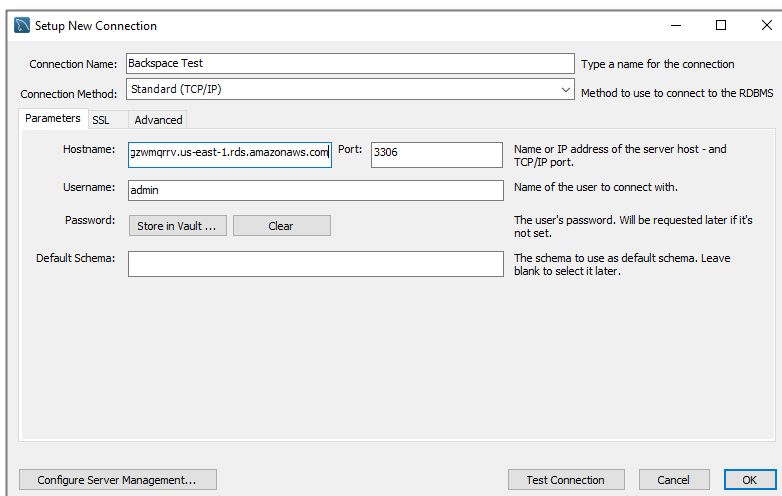 Setup New Connection
Connection Name: Backspace Test Type a name for the connection
Connection Method: Standard (TCP/IP) Method to use to connect to the RDBMS
Parameters SSL Advanced
Hostname: gzwmqrrv.us-east-1.rds.amazonaws.com Port: 3306 Name or IP address of the server host - and
TCP/IP port.
Username: admin Name of the user to connect with.
Password: Store in Vault ... Clear The user's password. Will be requested later if it's
not set.
Default Schema: The schema to use as default schema. Leave
blank to select it later.
Configure Server Management... Test Connection Cancel OK